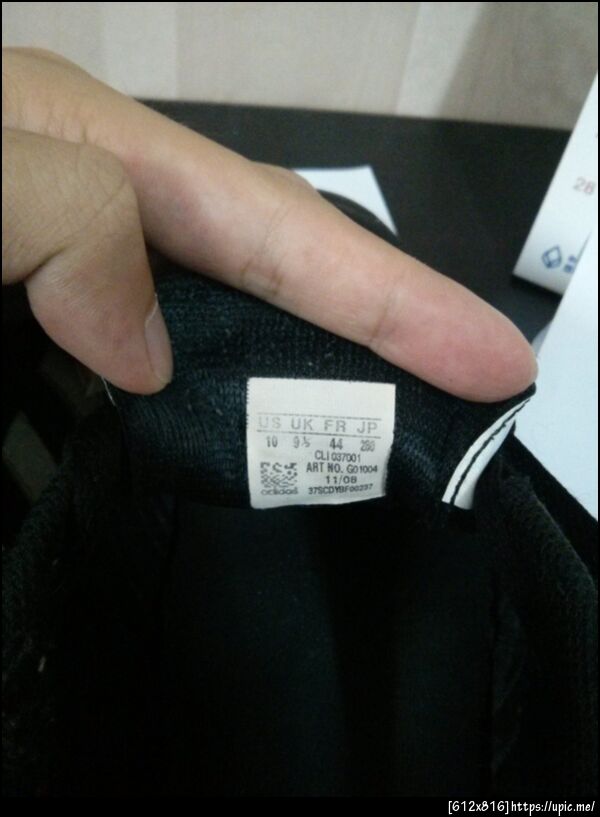 28
US UK FR JP
10 9½ 44 280
CLI 037001
ART NO. G01004
11/08
adidas
[612x816]https://upic.me/